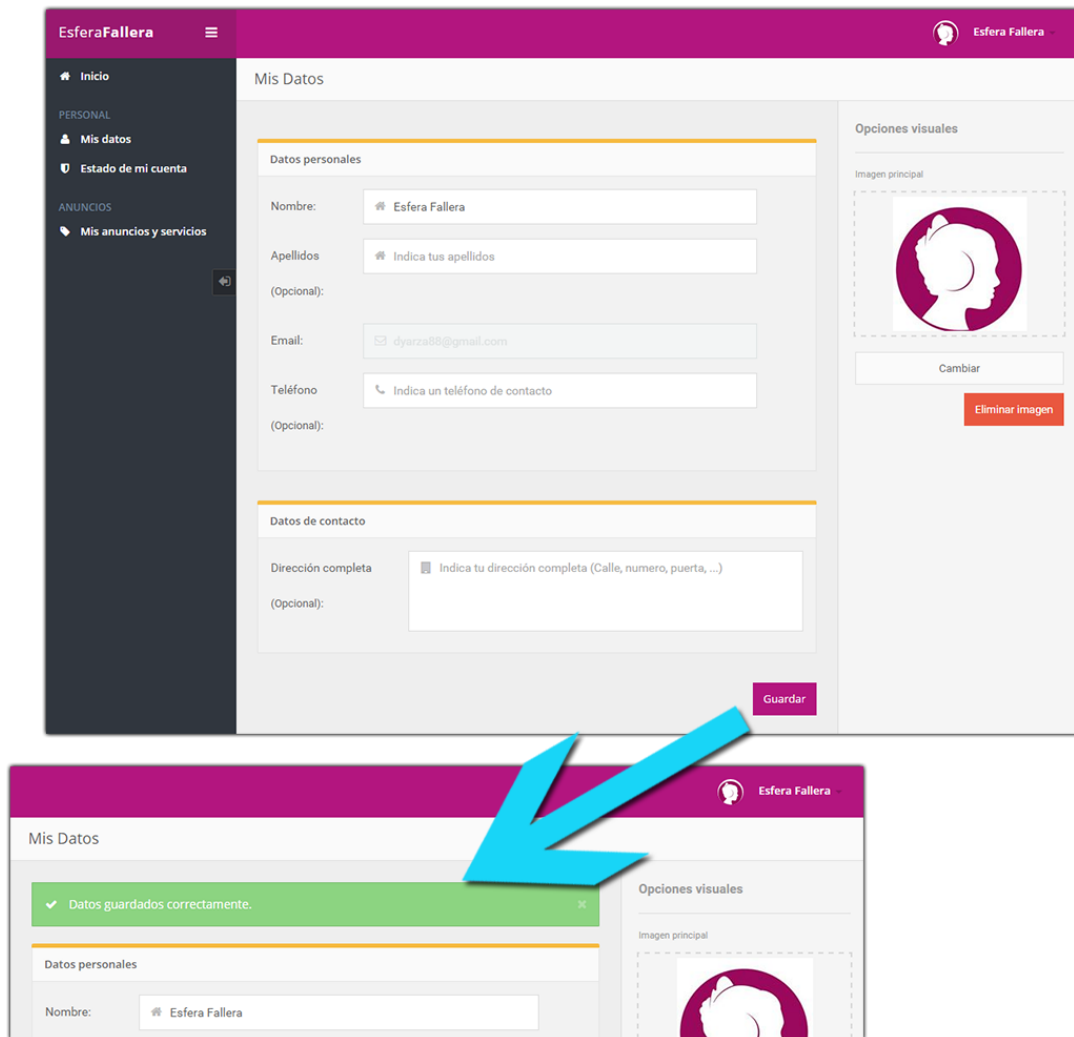 EsferaFallera
Esfera Fallera
Inicio
PERSONAL
Mis datos
Estado de mi cuenta
ANUNCIOS
Mis anuncios y servicios
Mis Datos
Datos personales
Nombre:
Esfera Fallera
Apellidos
(Opcional):
Indica tus apellidos
Email:
dyarza88@gmail.com
Teléfono
(Opcional):
Indica un teléfono de contacto
Datos de contacto
Dirección completa
(Opcional):
Indica tu dirección completa (Calle, numero, puerta, ...)
Guardar
Opciones visuales
Imagen principal
Cambiar
Eliminar imagen
Esfera Fallera
Mis Datos
Datos guardados correctamente.
Datos personales
Nombre:
Esfera Fallera
Opciones visuales
Imagen principal